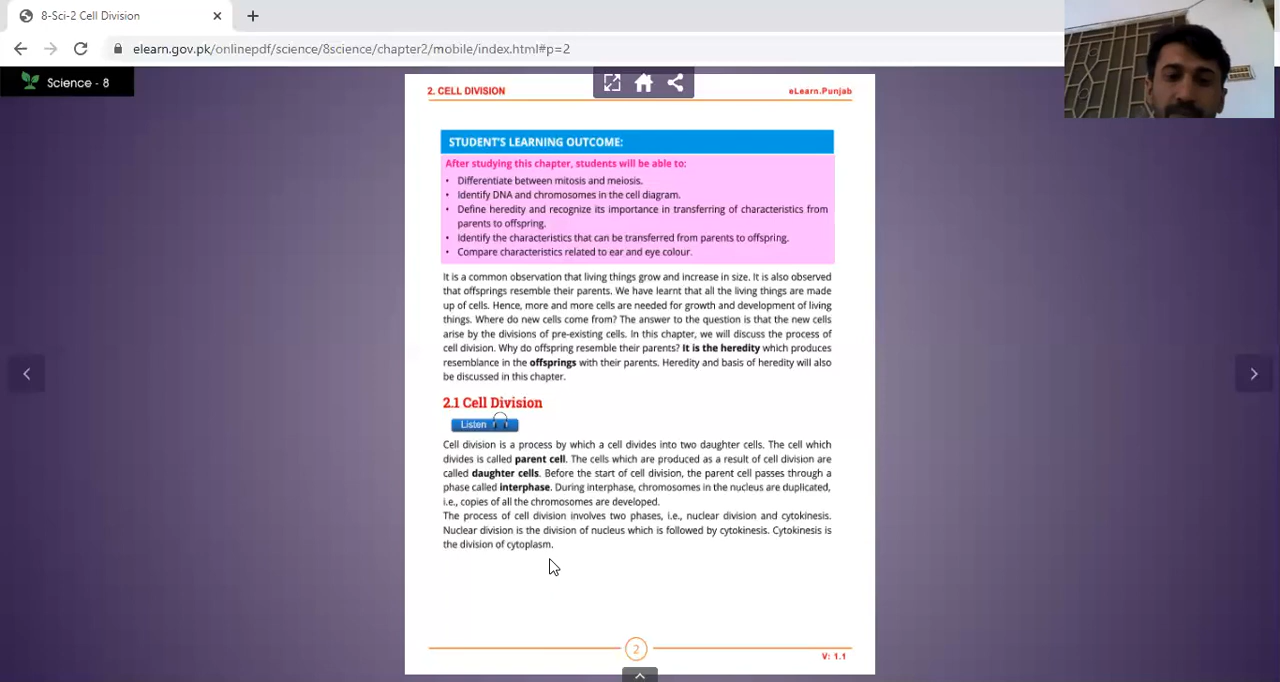 8-Sci-2 Cell Division
elearn.gov.pk/onlinepdf/science/8science/chapter2/mobile/index.html#p=2
Science - 8
2. CELL DIVISION
eLearn.Punjab
STUDENT'S LEARNING OUTCOME:
After studying this chapter, students will be able to:
• Differentiate between mitosis and meiosis.
• Identify DNA and chromosomes in the cell diagram.
• Define heredity and recognize its importance in transferring of characteristics from
parents to offspring.
• Identify the characteristics that can be transferred from parents to offspring.
• Compare characteristics related to ear and eye colour.
It is a common observation that living things grow and increase in size. It is also observed
that offsprings resemble their parents. We have learnt that all the living things are made
up of cells. Hence, more and more cells are needed for growth and development of living
things. Where do new cells come from? The answer to the question is that the new cells
arise by the divisions of pre-existing cells. In this chapter, we will discuss the process of
cell division. Why do offspring resemble their parents? It is the heredity which produces
resemblance in the offsprings with their parents. Heredity and basis of heredity will also
be discussed in this chapter.
2.1 Cell Division
Listen
Cell division is a process by which a cell divides into two daughter cells. The cell which
divides is called parent cell. The cells which are produced as a result of cell division are
called daughter cells. Before the start of cell division, the parent cell passes through a
phase called interphase. During interphase, chromosomes in the nucleus are duplicated,
i.e., copies of all the chromosomes are developed.
The process of cell division involves two phases, i.e., nuclear division and cytokinesis.
Nuclear division is the division of nucleus which is followed by cytokinesis. Cytokinesis is
the division of cytoplasm.
2
V: 1.1